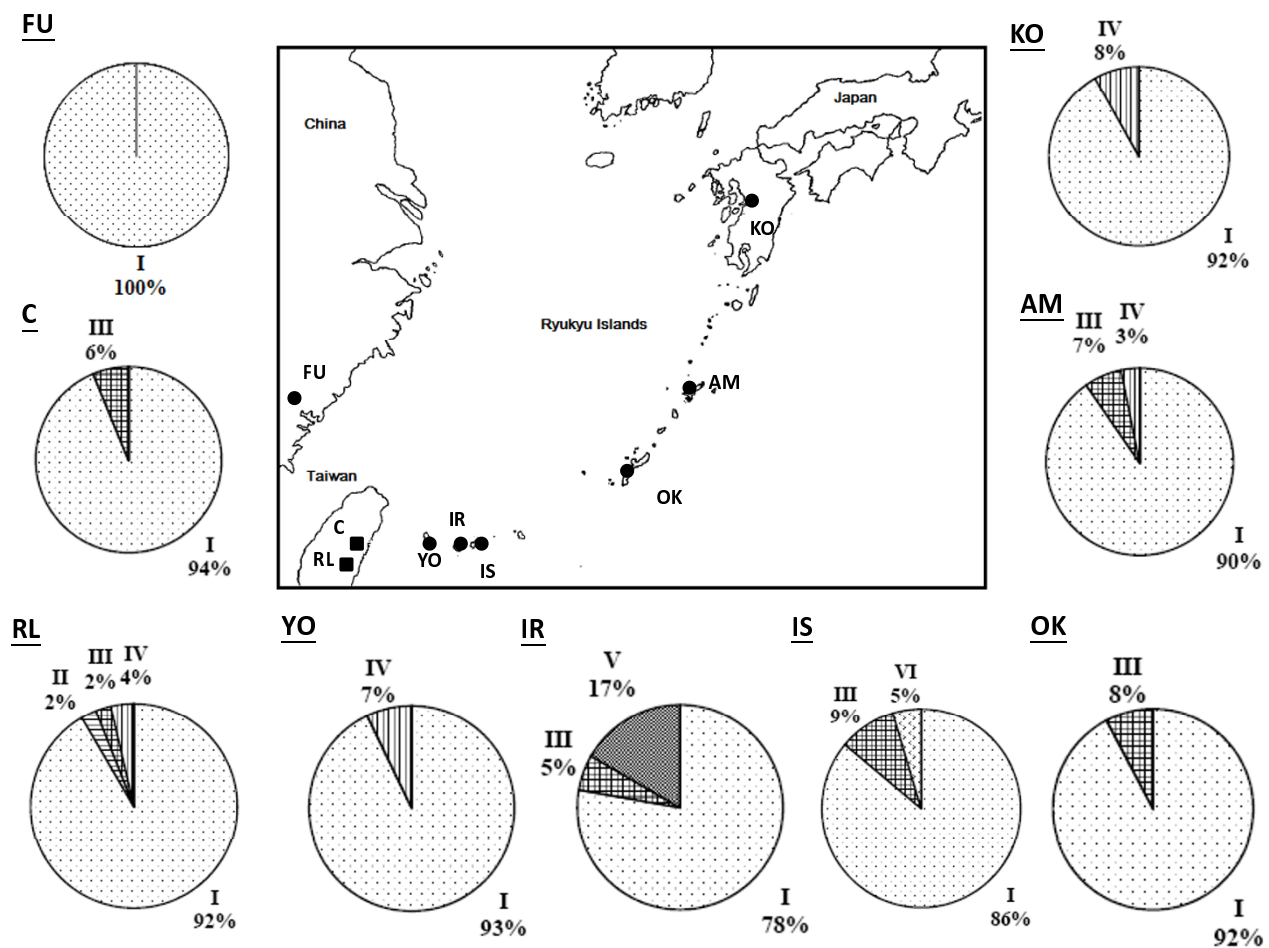 FU
I
100%
C
III
6%
I
94%
China
Japan
KO
Ryukyu Islands
FU
AM
OK
Taiwan
C
RL
YO
IR
IS
KO
IV
8%
I
92%
AM
III
7%
IV
3%
I
90%
RL
II
2%
III
2%
IV
4%
I
92%
YO
IV
7%
I
93%
IR
V
17%
III
5%
I
78%
IS
III
9%
VI
5%
I
86%
OK
III
8%
I
92%